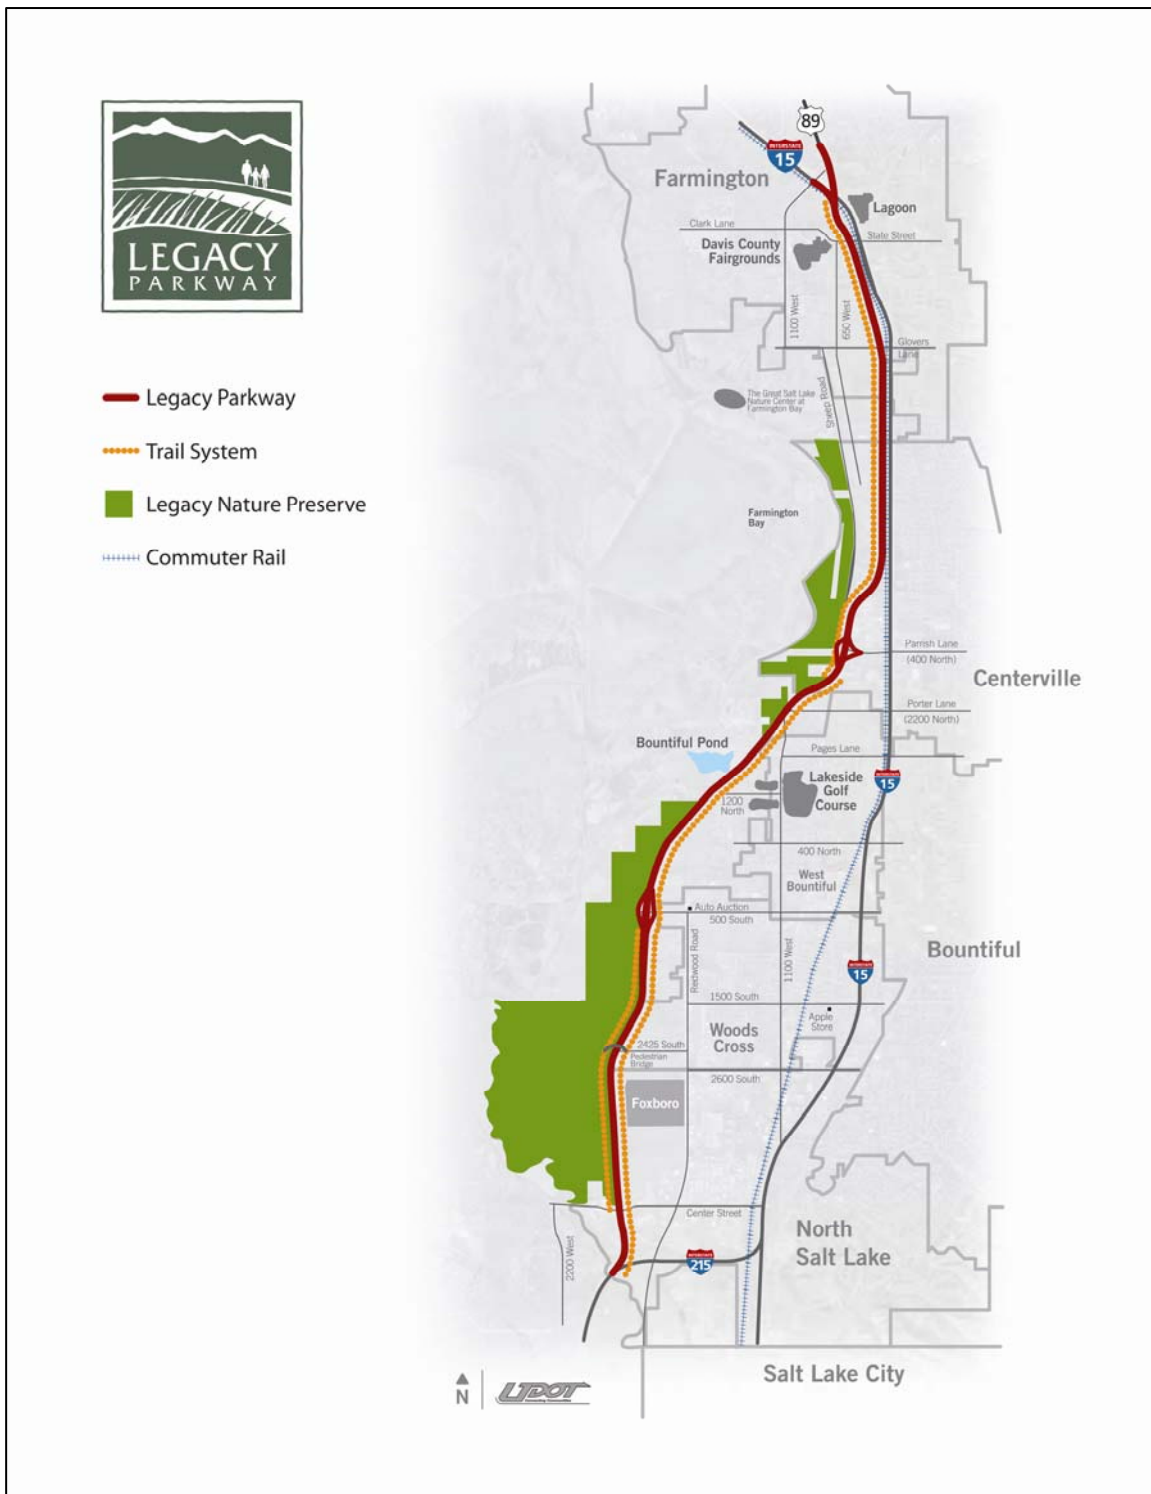 89
INTERSTATE
15
Farmington
Lagoon
Clark Lane
State Street
Davis County
Fairgrounds
LEGACY
PARKWAY
1100 West
650 West
Glovers
Lane
Legacy Parkway
Sheep Road
The Great Salt Lake
Nature Center at
Farmington Bay
Trail System
Legacy Nature Preserve
Farmington
Bay
Commuter Rail
Parrish Lane
(400 North)
Centerville
Porter Lane
(2200 North)
Bountiful Pond
Pages Lane
Lakeside
Golf
Course
INTERSTATE
15
1200
North
400 North
West
Bountiful
Auto Auction
500 South
Redwood Road
1100 West
Bountiful
INTERSTATE
15
1500 South
Apple
Store
Woods
Cross
2425 South
Pedestrian
Bridge
2600 South
Foxboro
Center Street
North
Salt Lake
2200 West
INTERSTATE
215
Salt Lake City
N
UDOT